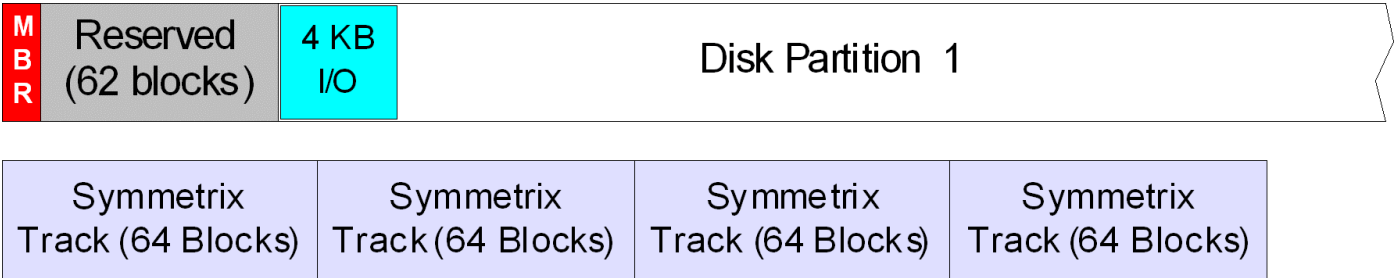 MBR
Reserved
(62 blocks)
4 KB
I/O
Disk Partition 1
Symmetrix
Track (64 Blocks)
Symmetrix
Track (64 Blocks)
Symmetrix
Track (64 Blocks)
Symmetrix
Track (64 Blocks)